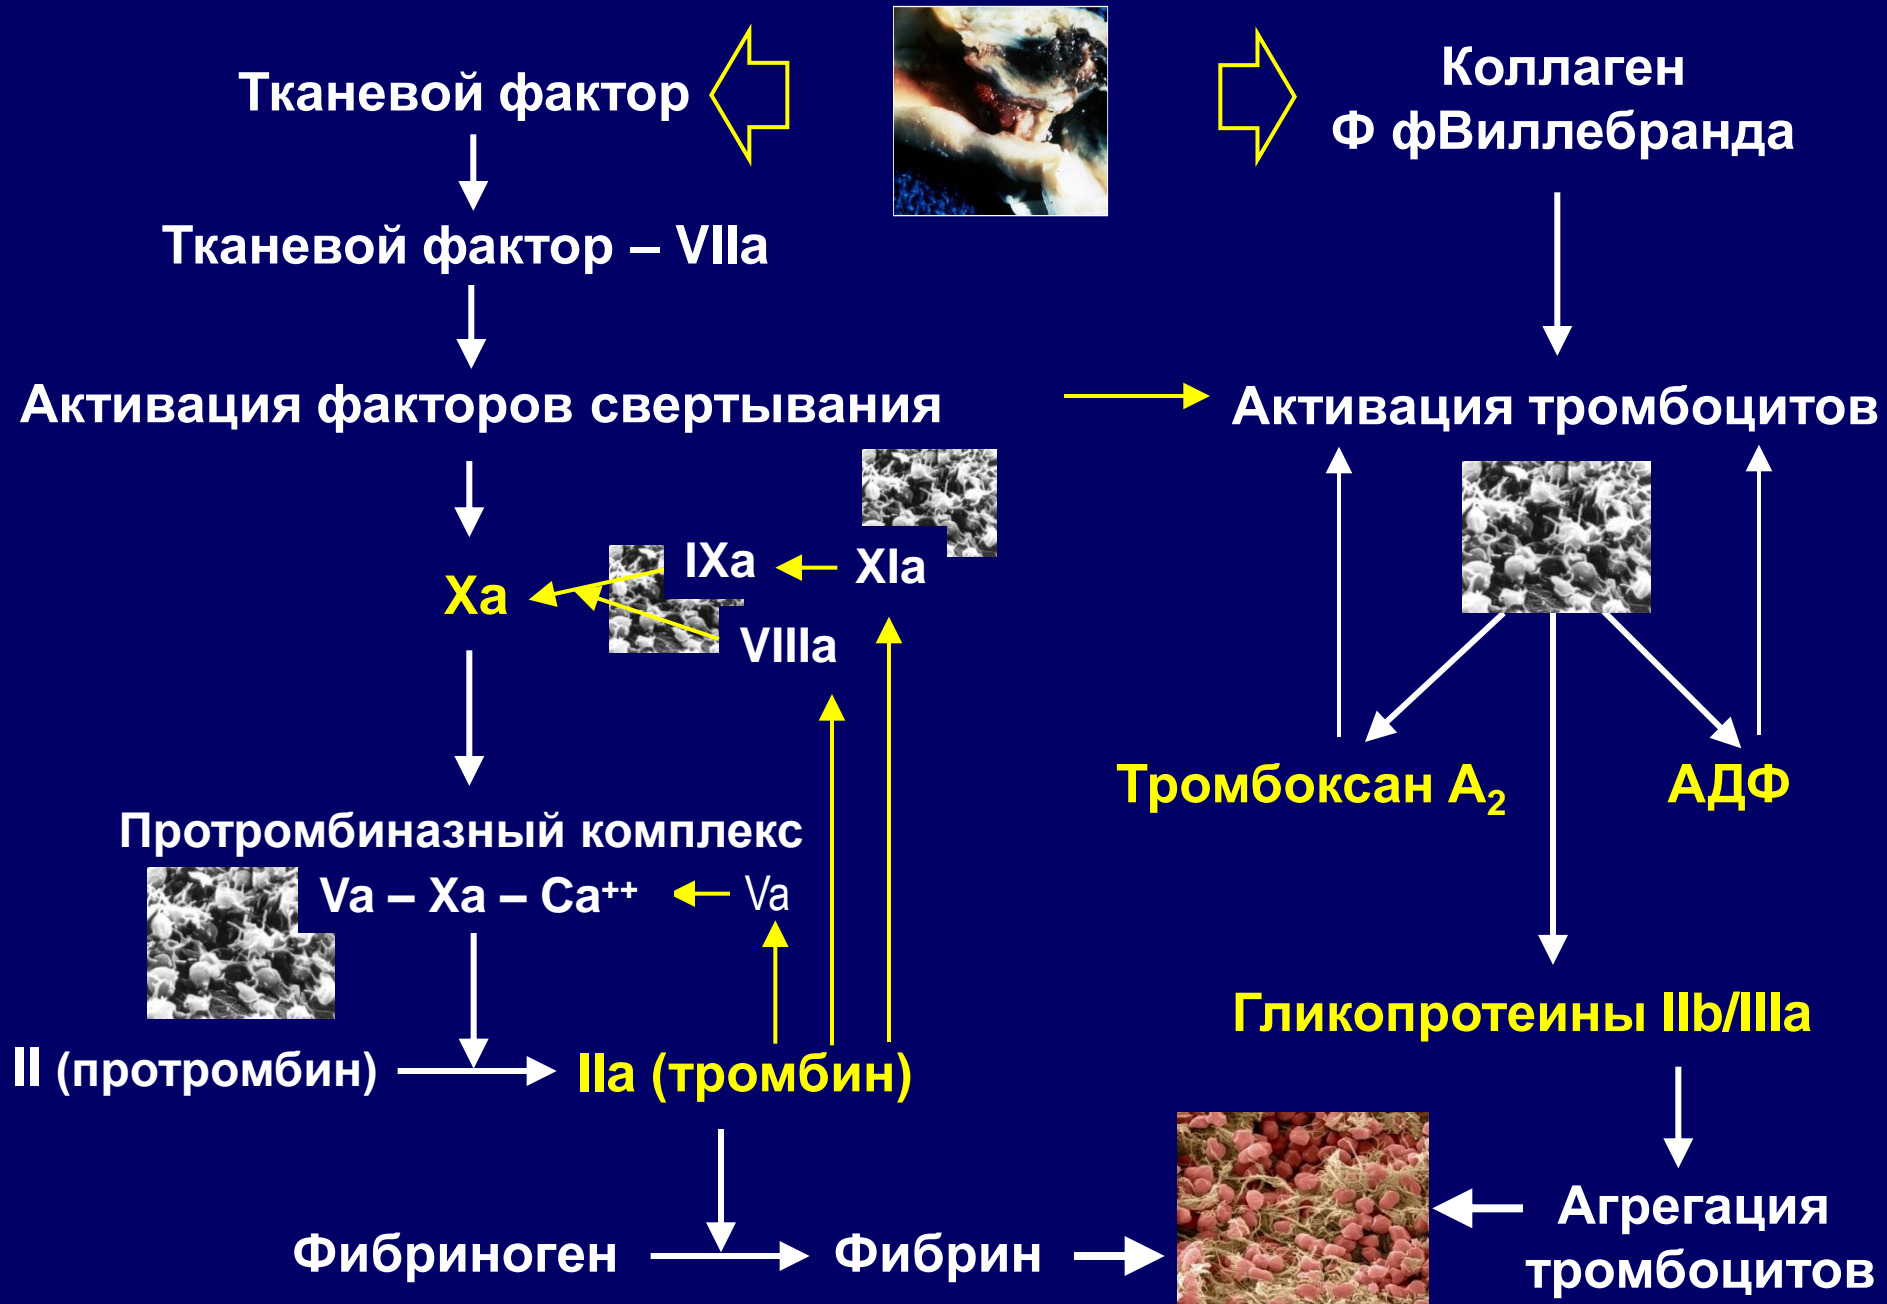 Тканевой фактор
Коллаген
Ф фВиллебранда
Тканевой фактор – VIIa
Активация факторов свертывания
Активация тромбоцитов
IXa
XIa
Xa
VIIIa
Тромбоксан А₂
АДФ
Протромбиназный комплекс
Va – Xa – Ca⁺⁺
Va
Гликопротеины IIb/IIIa
II (протромбин)
IIa (тромбин)
Фибриноген
Фибрин
Агрегация
тромбоцитов